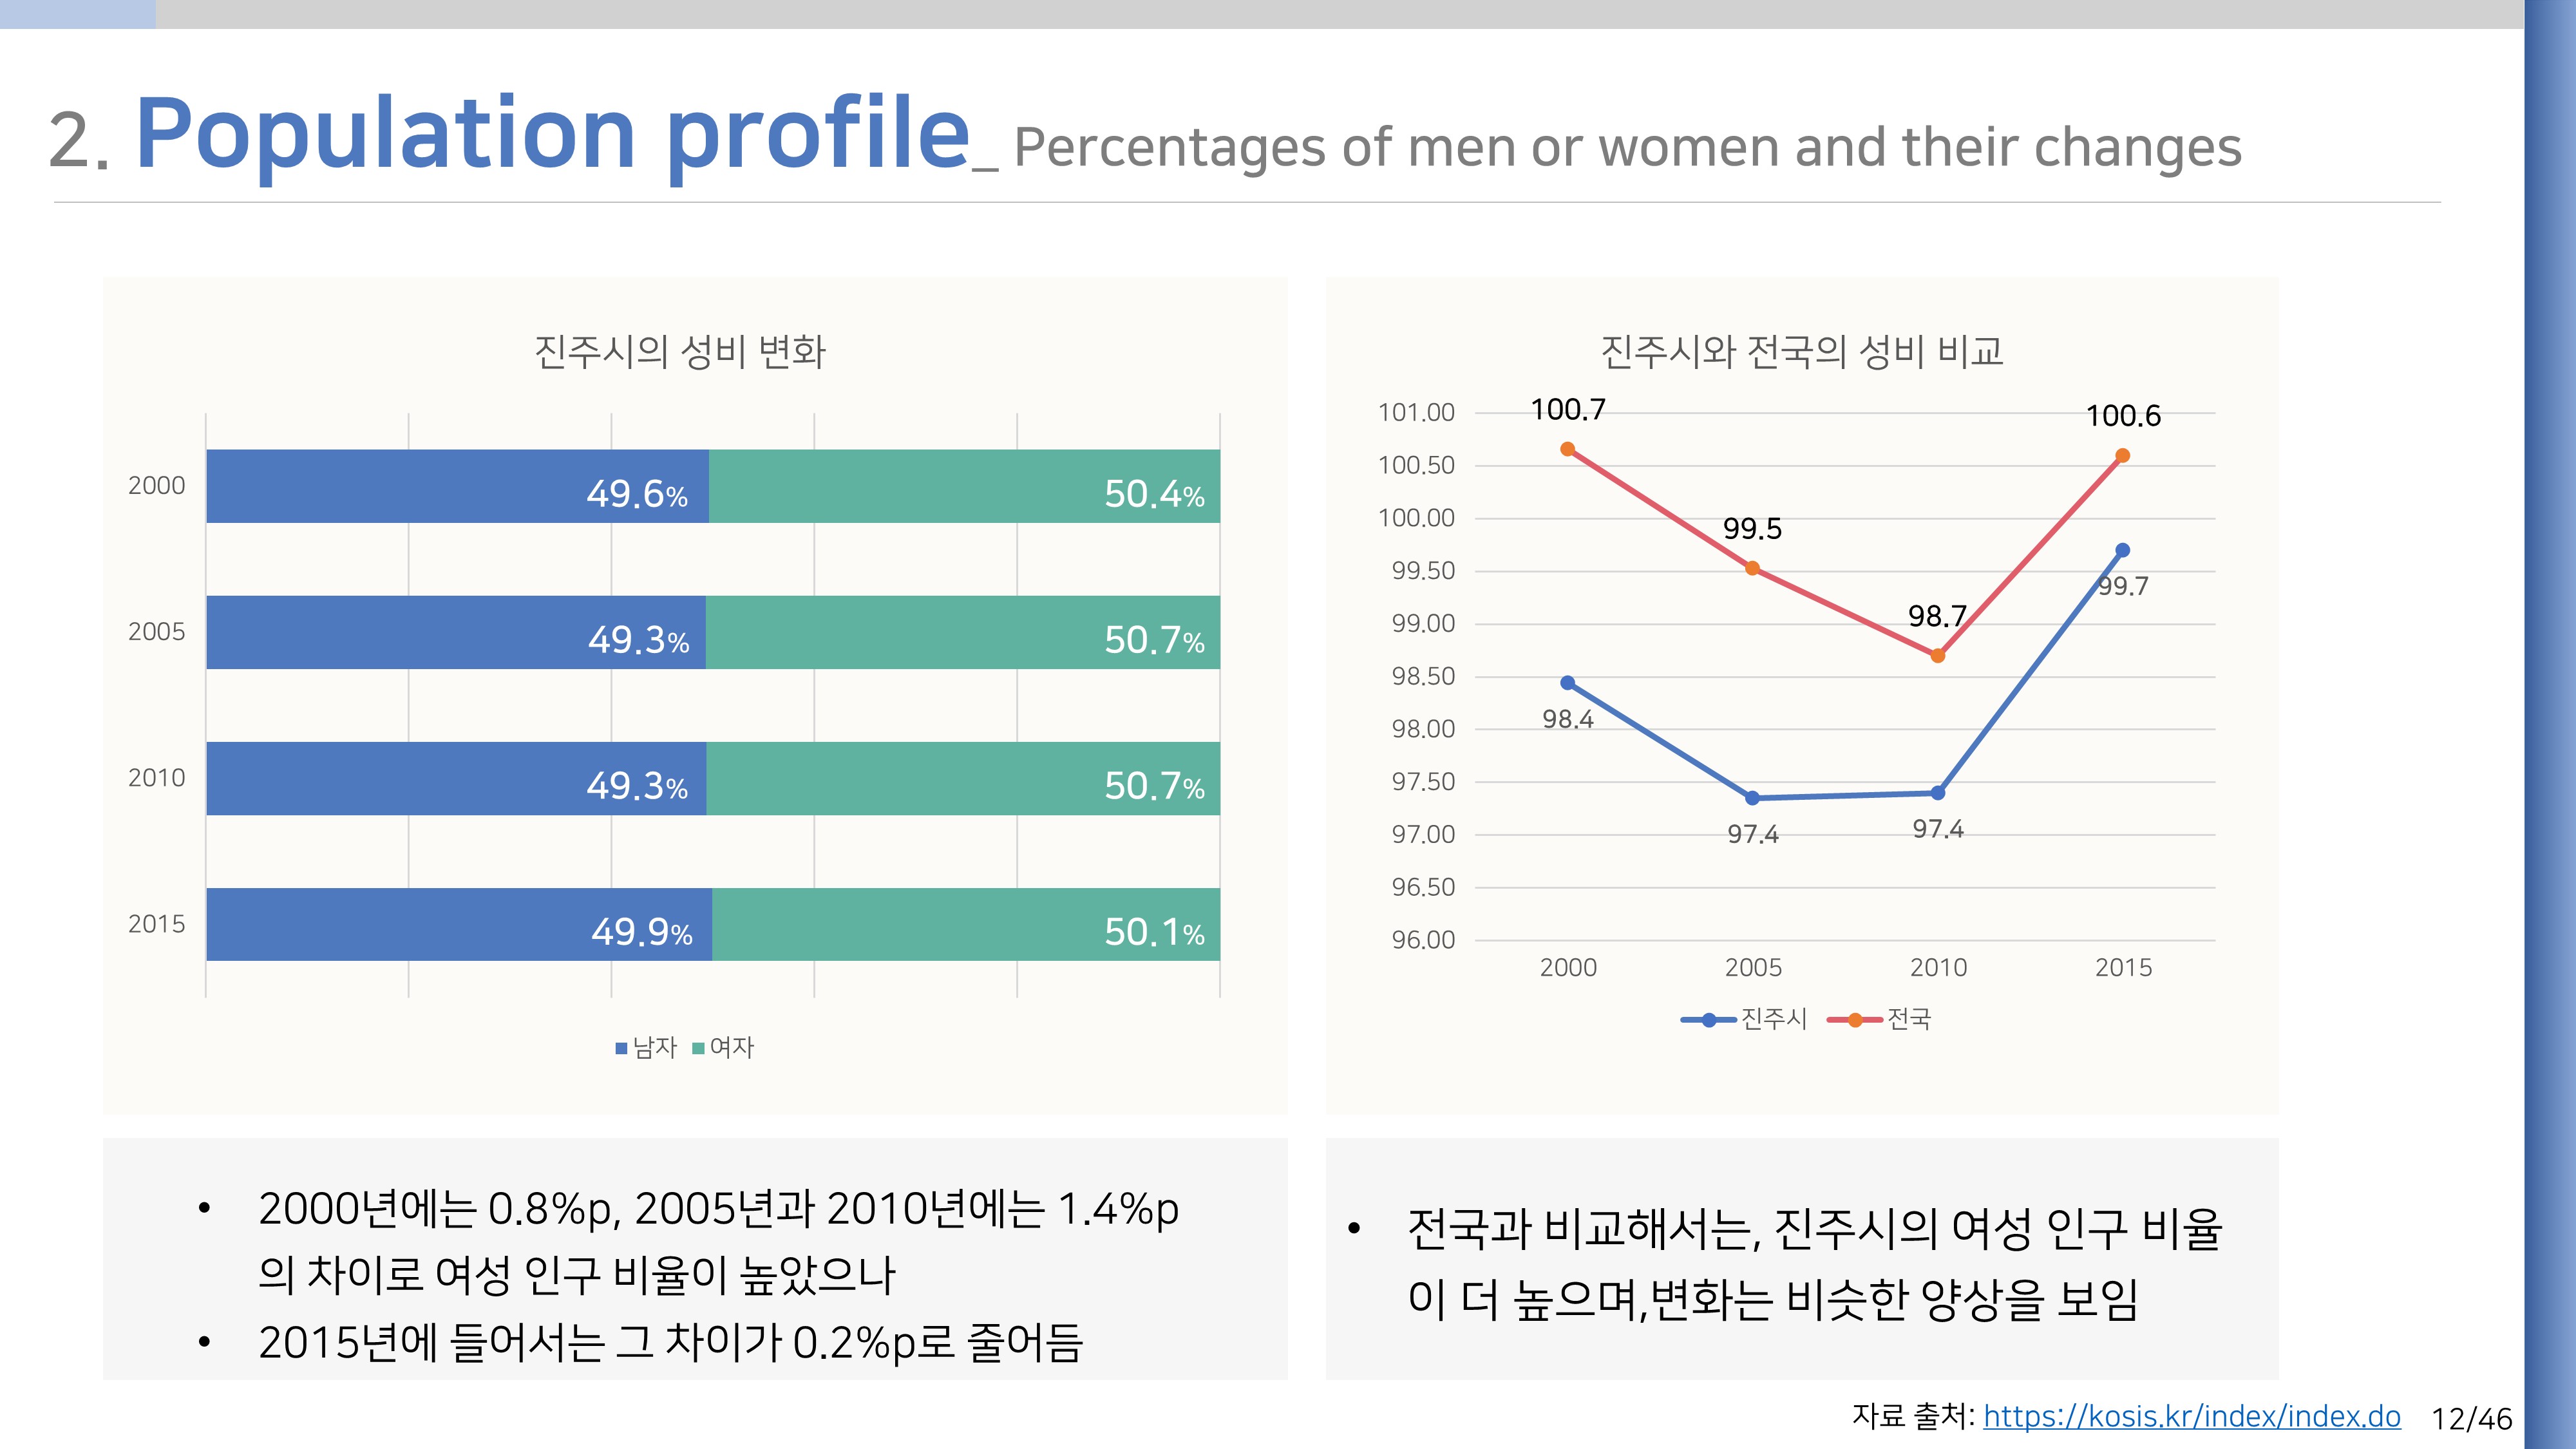 2. Population profile_ Percentages of men or women and their changes
진주시의 성비 변화
2000
49.6%
50.4%
2005
49.3%
50.7%
2010
49.3%
50.7%
2015
49.9%
50.1%
남자 여자
진주시와 전국의 성비 비교
101.00
100.50
100.00
99.50
99.00
98.50
98.00
97.50
97.00
96.50
96.00
100.7
99.5
98.7
100.6
98.4
97.4
97.4
99.7
2000 2005 2010 2015
진주시 전국
• 2000년에는 0.8%p, 2005년과 2010년에는 1.4%p
의 차이로 여성 인구 비율이 높았으나
• 2015년에 들어서는 그 차이가 0.2%p로 줄어듬
• 전국과 비교해서는, 진주시의 여성 인구 비율
이 더 높으며,변화는 비슷한 양상을 보임
자료 출처: https://kosis.kr/index/index.do 12/46